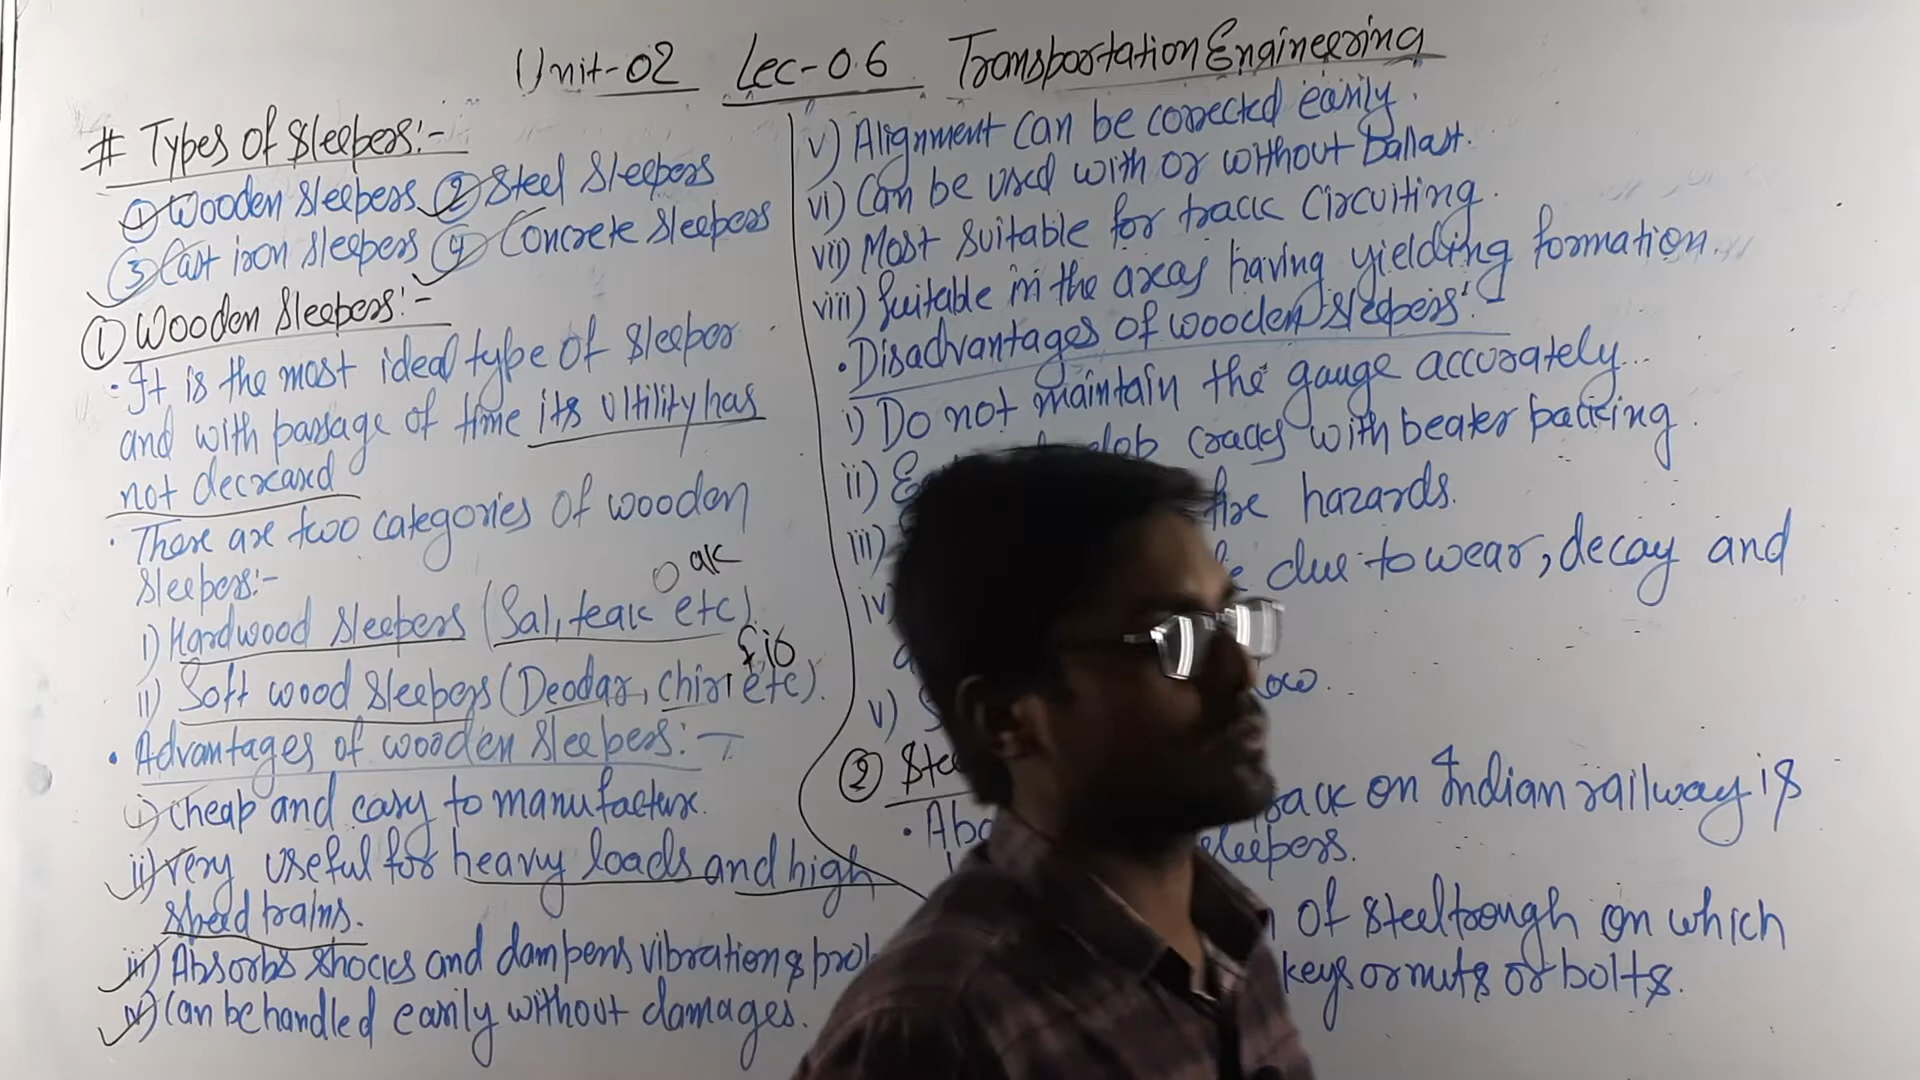 Unit-02 Lec-06 Transportation Engineering
# Types of Sleepers:-
① Wooden Sleepers ② Steel Sleepers
③ Cast iron sleepers ④ Concrete sleepers
① Wooden Sleepers:-
· It is the most ideal type of sleeper
and with passage of time its utility has
not decreased
· There are two categories of wooden
sleepers:-
oak
i) Hardwood sleepers (Sal, teak etc).
fir
ii) Soft wood sleepers (Deodar, chir etc).
· Advantages of wooden sleepers:-
i) Cheap and easy to manufacture.
ii) Very useful for heavy loads and high
speed trains.
iii) Absorbs shocks and dampens vibrations
iv) Can be handled easily without damages.
v) Alignment can be corrected easily.
vi) Can be used with or without ballast.
vii) Most suitable for track circuiting.
viii) Suitable in the areas having yielding formation.
· Disadvantages of wooden sleepers:-
i) Do not maintain the gauge accurately..
ii) cracks with beater packing.
iii) fire hazards.
iv) due to wear, decay and
v)
②
· on Indian railway is
sleepers.
of steel trough on which
keys or nuts or bolts.